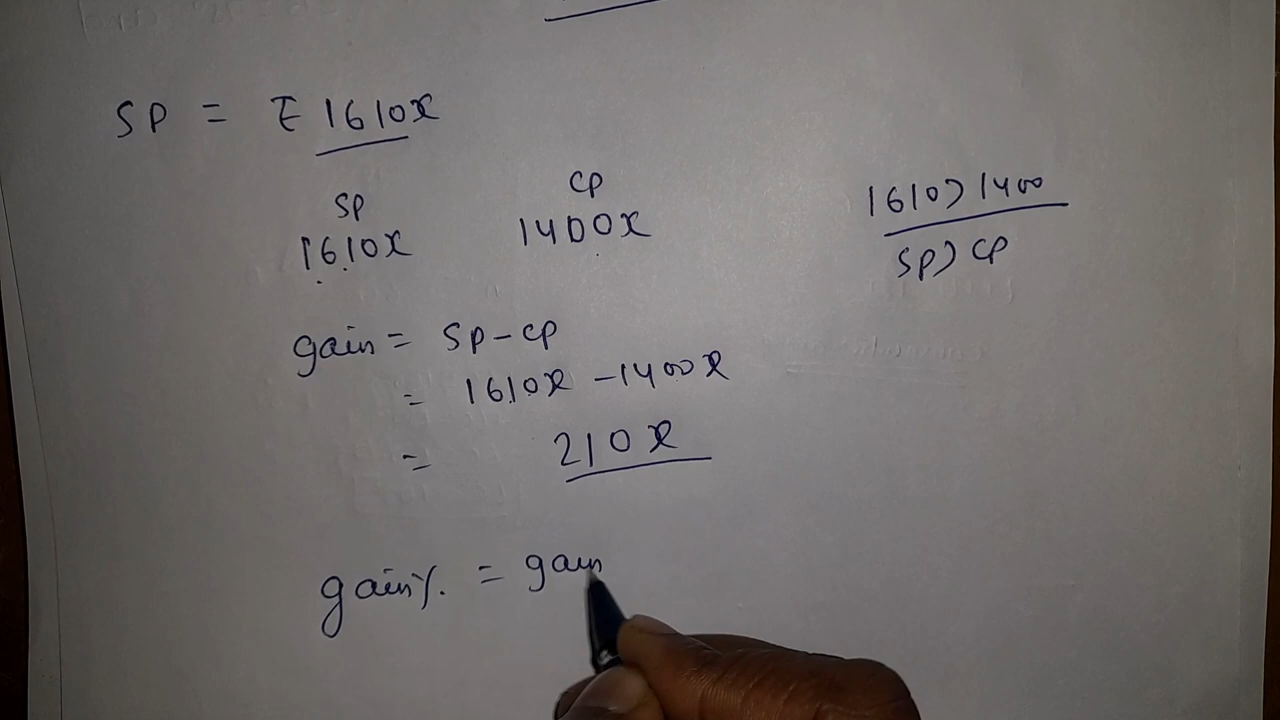 SP = ₹ 1610x
SP CP
1610x 1400x
1610 > 1400
SP > CP
gain = SP - CP
= 1610x - 1400x
= 210x
gain% = gain